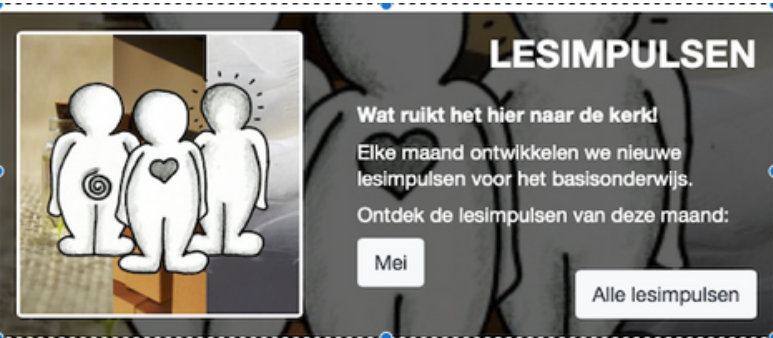 LESIMPULSEN
Wat ruikt het hier naar de kerk!
Elke maand ontwikkelen we nieuwe
lesimpulsen voor het basisonderwijs.
Ontdek de lesimpulsen van deze maand:
Mei
Alle lesimpulsen